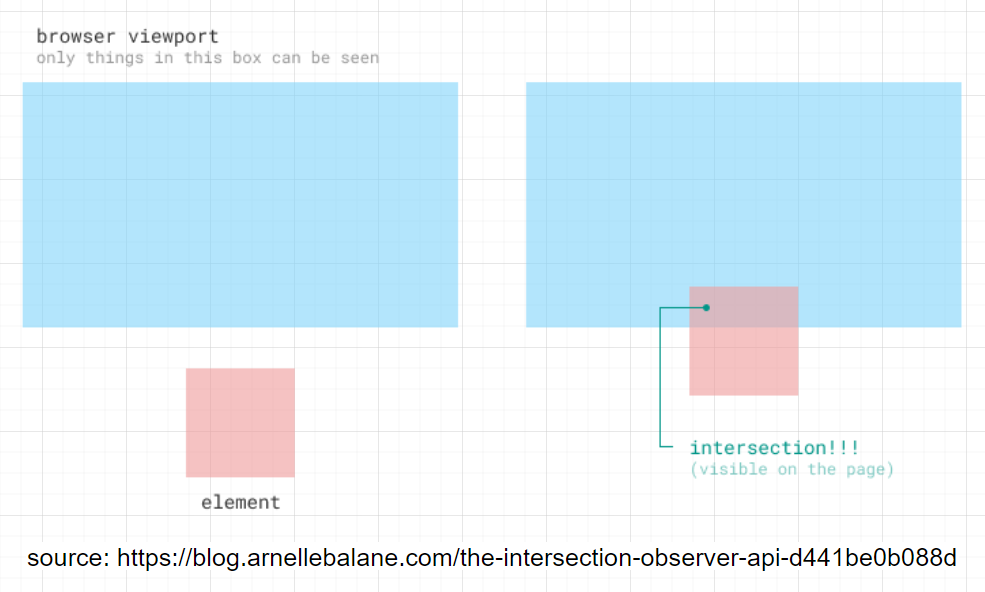 browser viewport
only things in this box can be seen
intersection!!!
(visible on the page)
element
source: https://blog.arnellebalane.com/the-intersection-observer-api-d441be0b088d